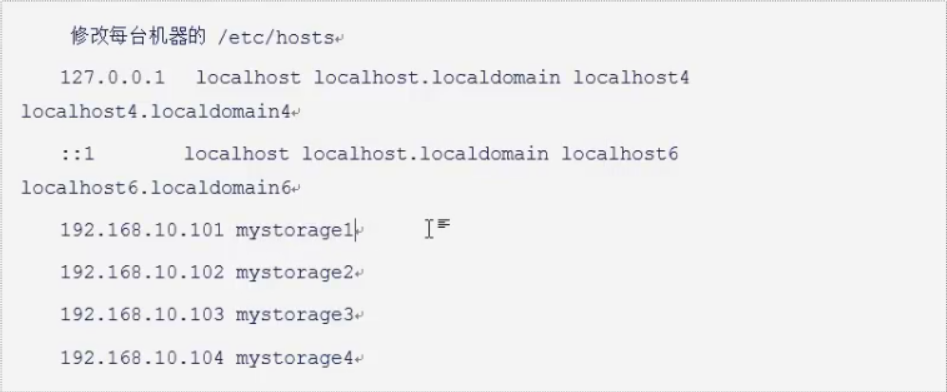 修改每台机器的 /etc/hosts
127.0.0.1 localhost localhost.localdomain localhost4
localhost4.localdomain4
::1 localhost localhost.localdomain localhost6
localhost6.localdomain6
192.168.10.101 mystorage1
192.168.10.102 mystorage2
192.168.10.103 mystorage3
192.168.10.104 mystorage4